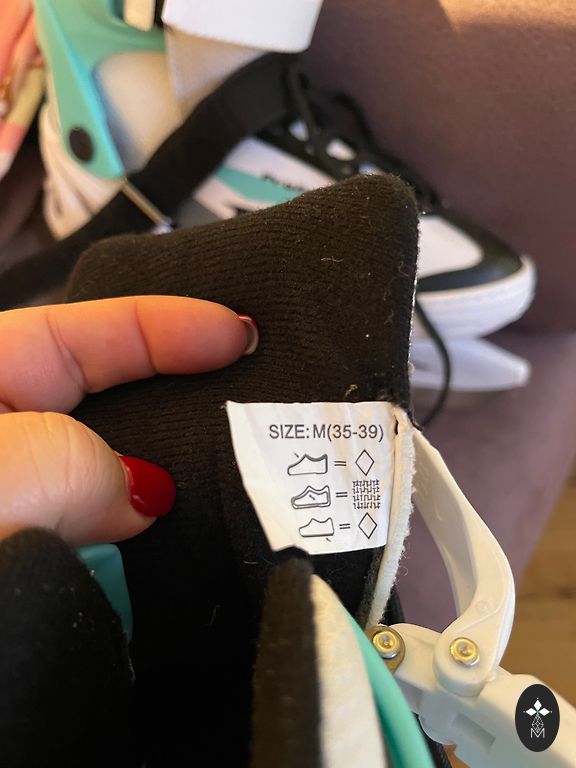 SIZE: M(35-39)
=
=
=
M